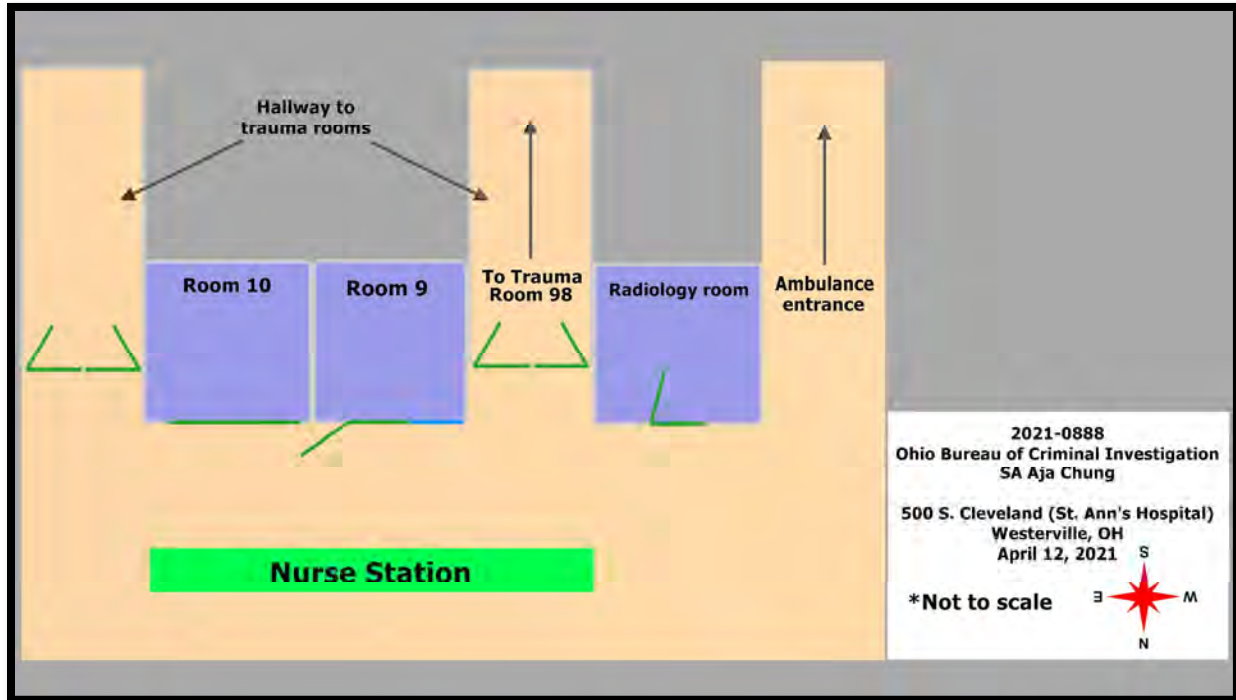 Hallway to
trauma rooms
Room 10
Room 9
To Trauma
Room 98
Radiology room
Ambulance
entrance
Nurse Station
2021-0888
Ohio Bureau of Criminal Investigation
SA Aja Chung
500 S. Cleveland (St. Ann's Hospital)
Westerville, OH
April 12, 2021
*Not to scale
S
E
W
N